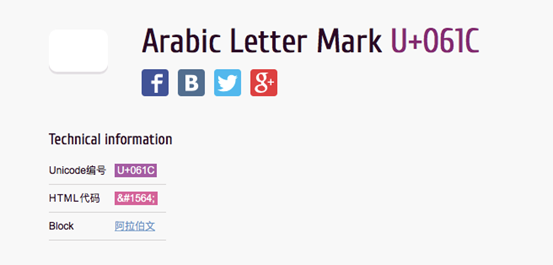 Arabic Letter Mark U+061C
Technical information
Unicode编号 U+061C
HTML代码 &#1564;
Block 阿拉伯文